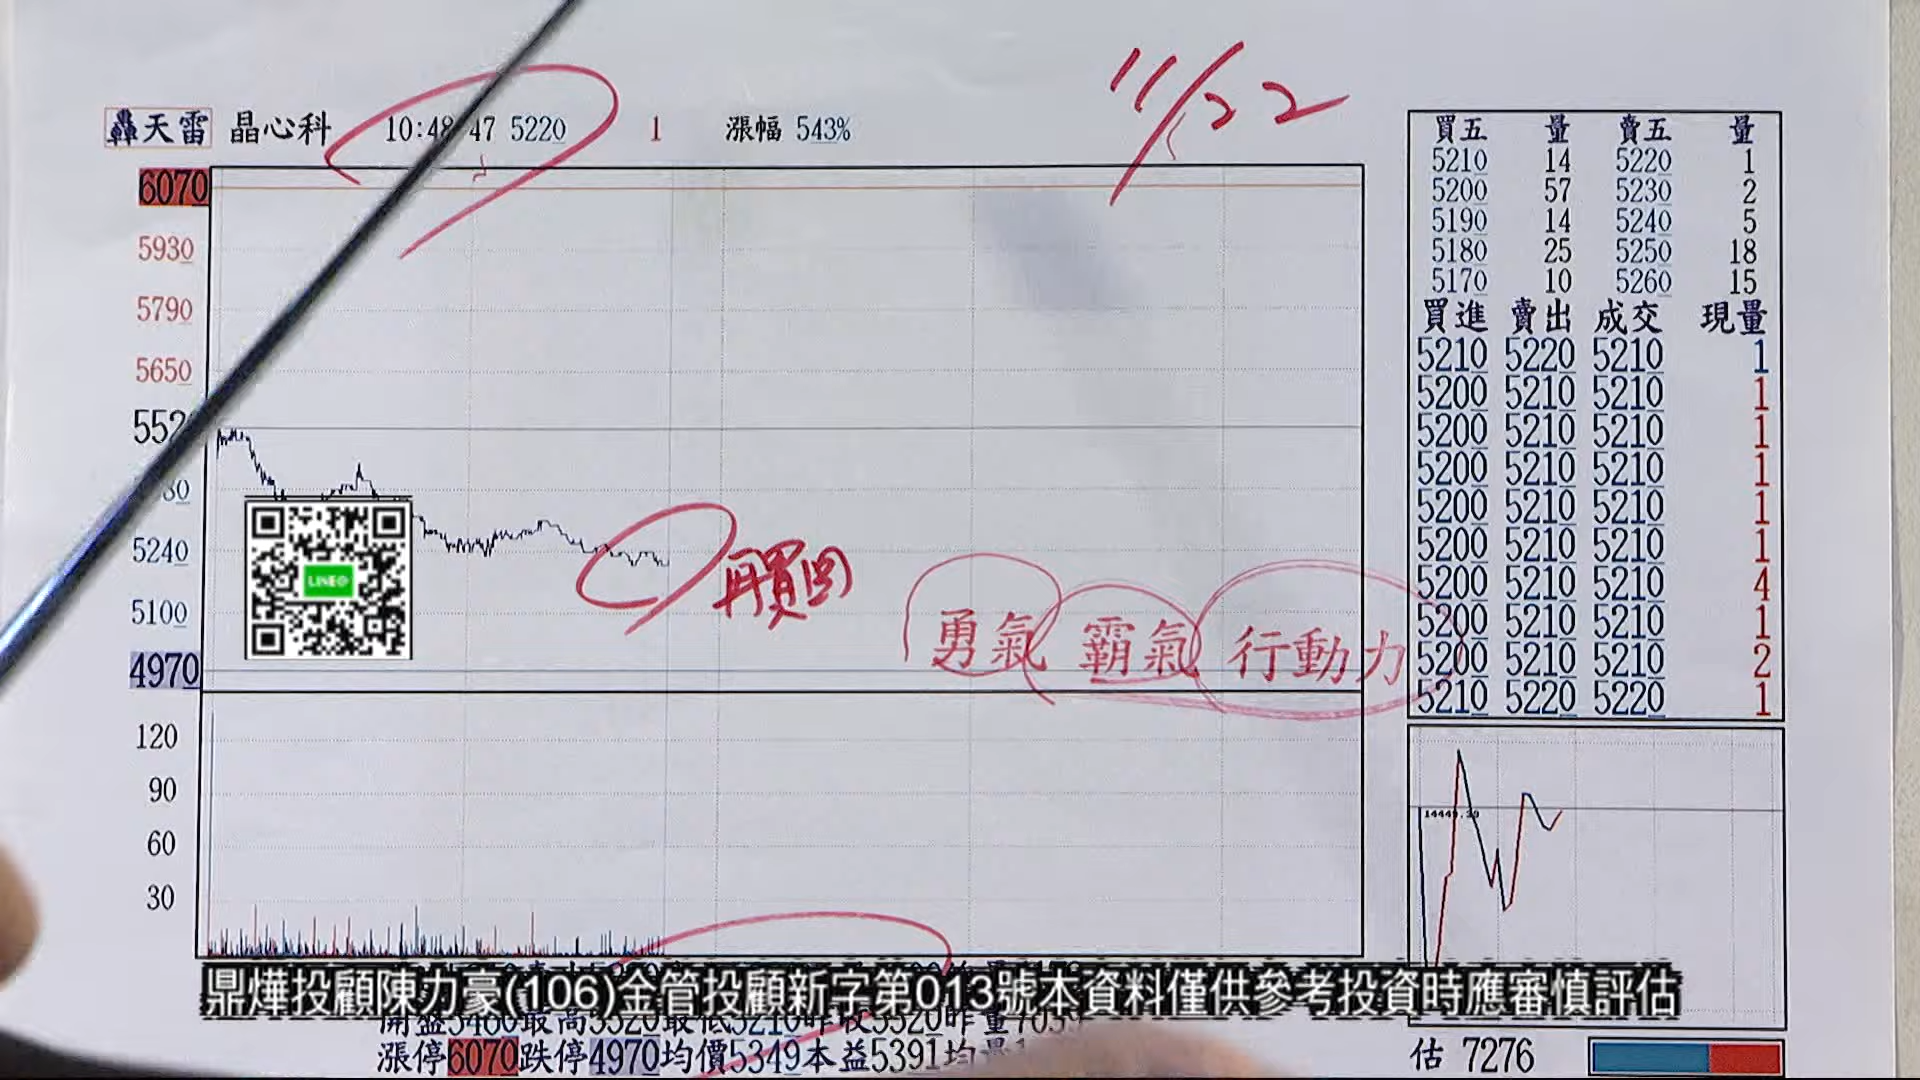 11/22
轟天雷 晶心科 10:48:47 5220 1 漲幅 543%
6070
5930
5790
5650
5240
5100
4970
120
90
60
30
LINE@
再買回
勇氣 霸氣 行動力
買五 量 賣五 量
5210 14 5220 1
5200 57 5230 2
5190 14 5240 5
5180 25 5250 18
5170 10 5260 15
買進 賣出 成交 現量
5210 5220 5210 1
5200 5210 5210 1
5200 5210 5210 1
5200 5210 5210 1
5200 5210 5210 1
5200 5210 5210 1
5200 5210 5210 4
5200 5210 5210 1
5200 5210 5210 2
5210 5220 5220 1
鼎燁投顧陳力豪(106)金管投顧新字第013號本資料僅供參考投資時應審慎評估
漲停6070跌停4970均價5349本益5391均
估 7276